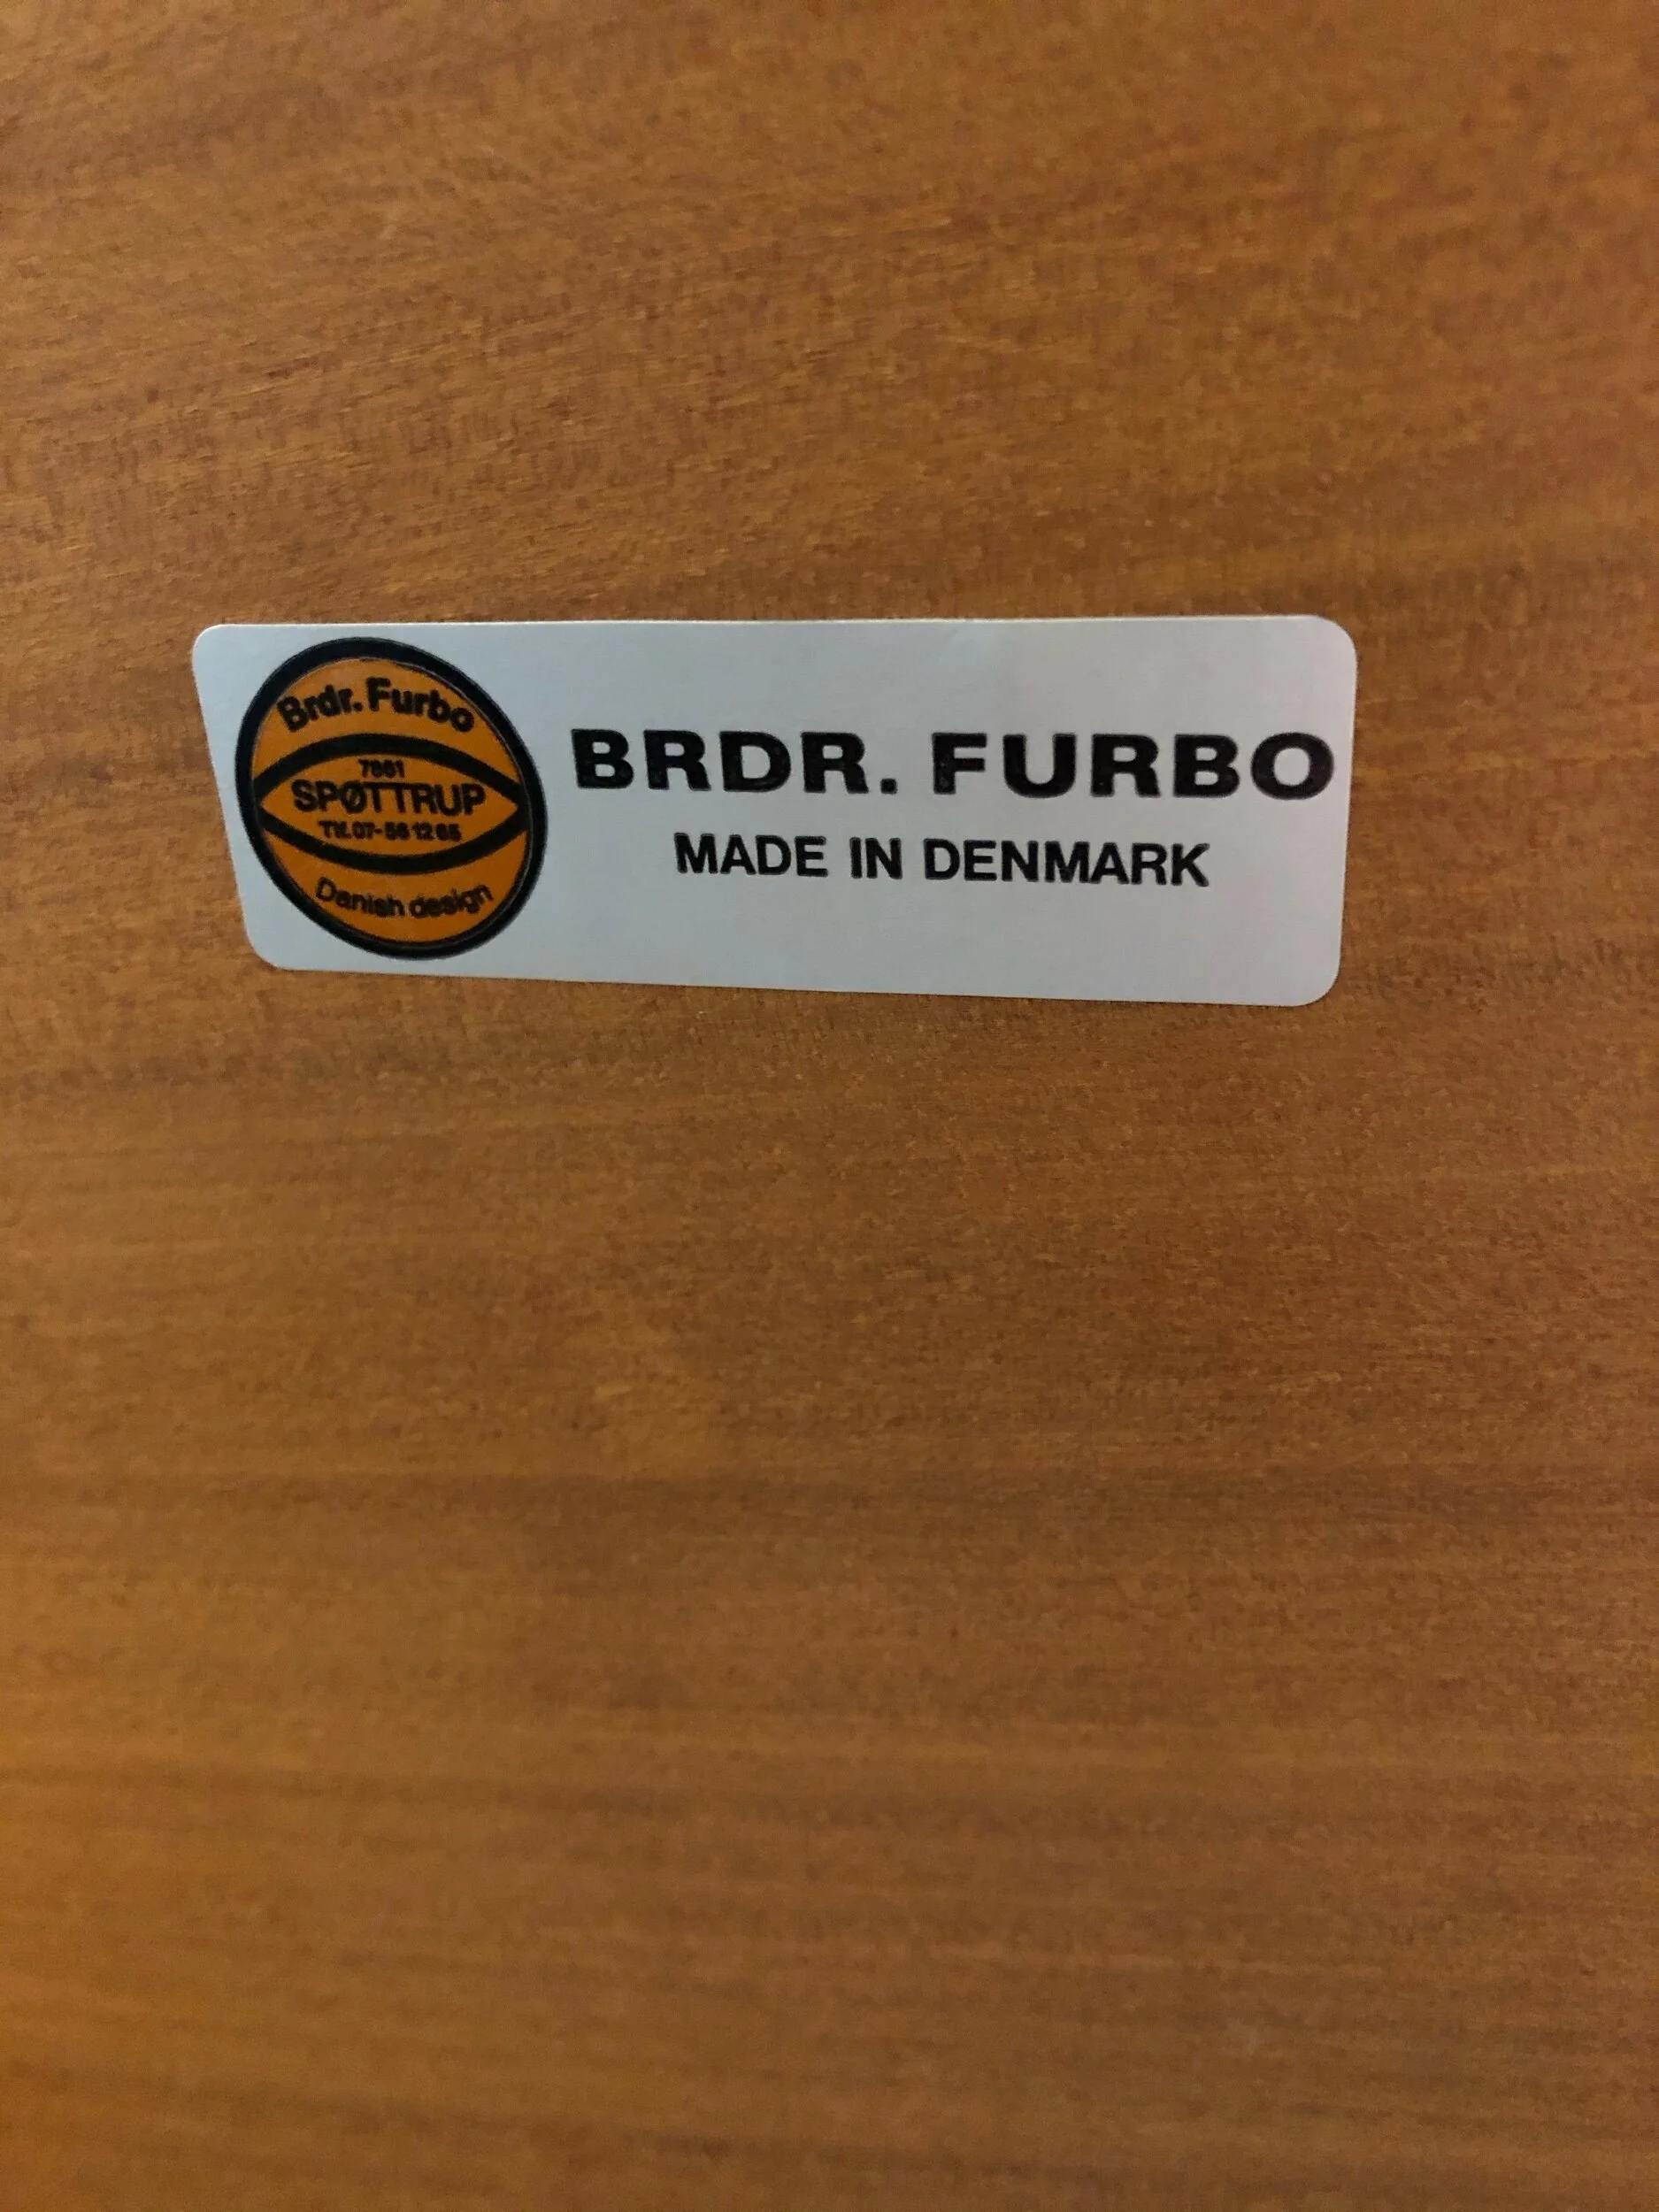 Brdr. Furbo
7861
SPØTTRUP
Tlf. 07-56 12 65
Danish design
BRDR. FURBO
MADE IN DENMARK